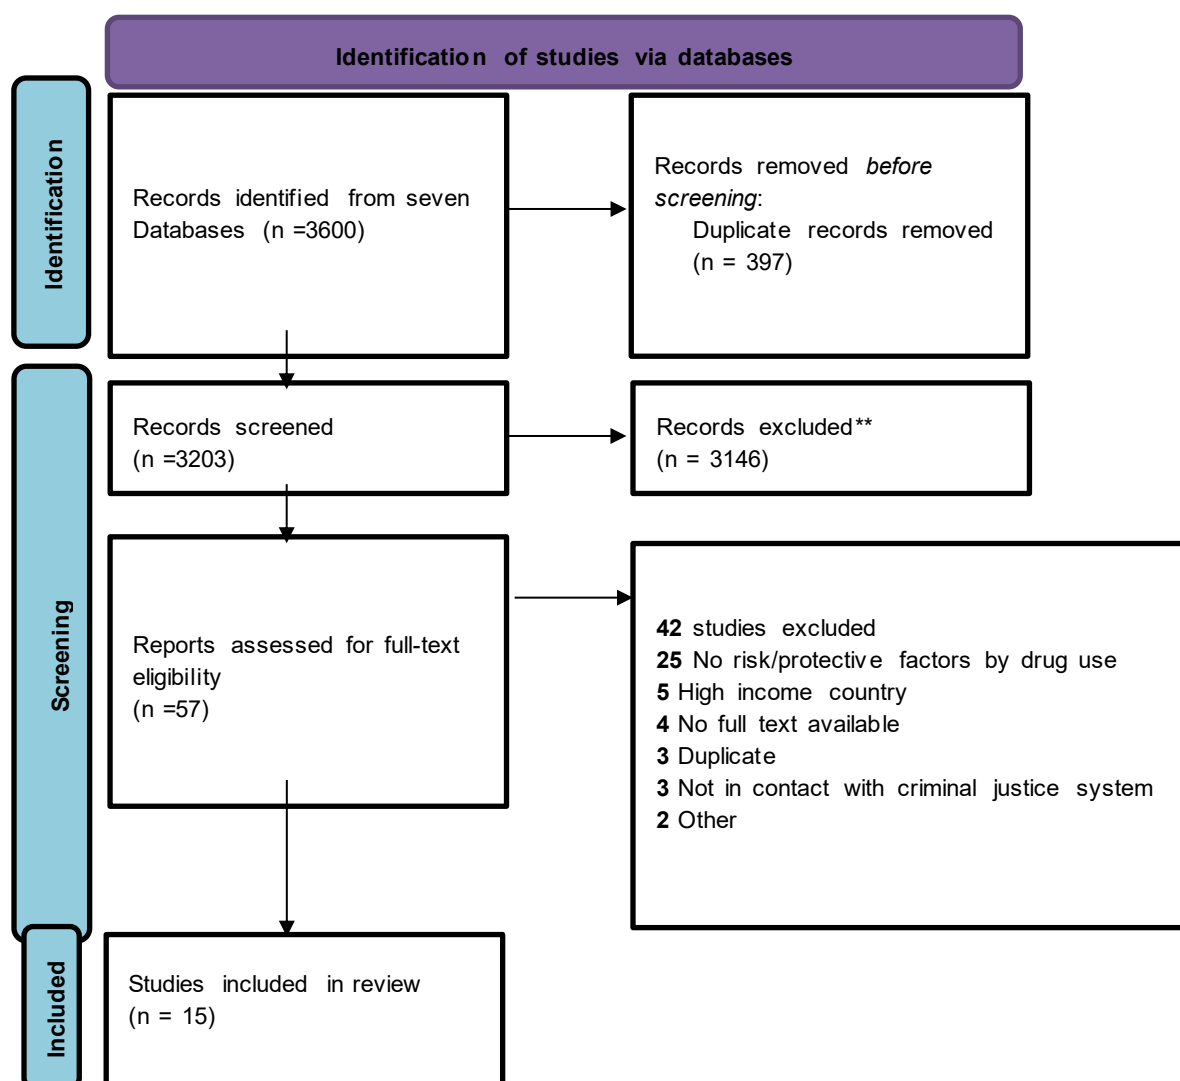 Identification of studies via databases
Identification
Records identified from seven
Databases (n =3600)
Records removed before
screening:
Duplicate records removed
(n = 397)
Screening
Records screened
(n =3203)
Records excluded**
(n = 3146)
Reports assessed for full-text
eligibility
(n =57)
42 studies excluded
25 No risk/protective factors by drug use
5 High income country
4 No full text available
3 Duplicate
3 Not in contact with criminal justice system
2 Other
Included
Studies included in review
(n = 15)